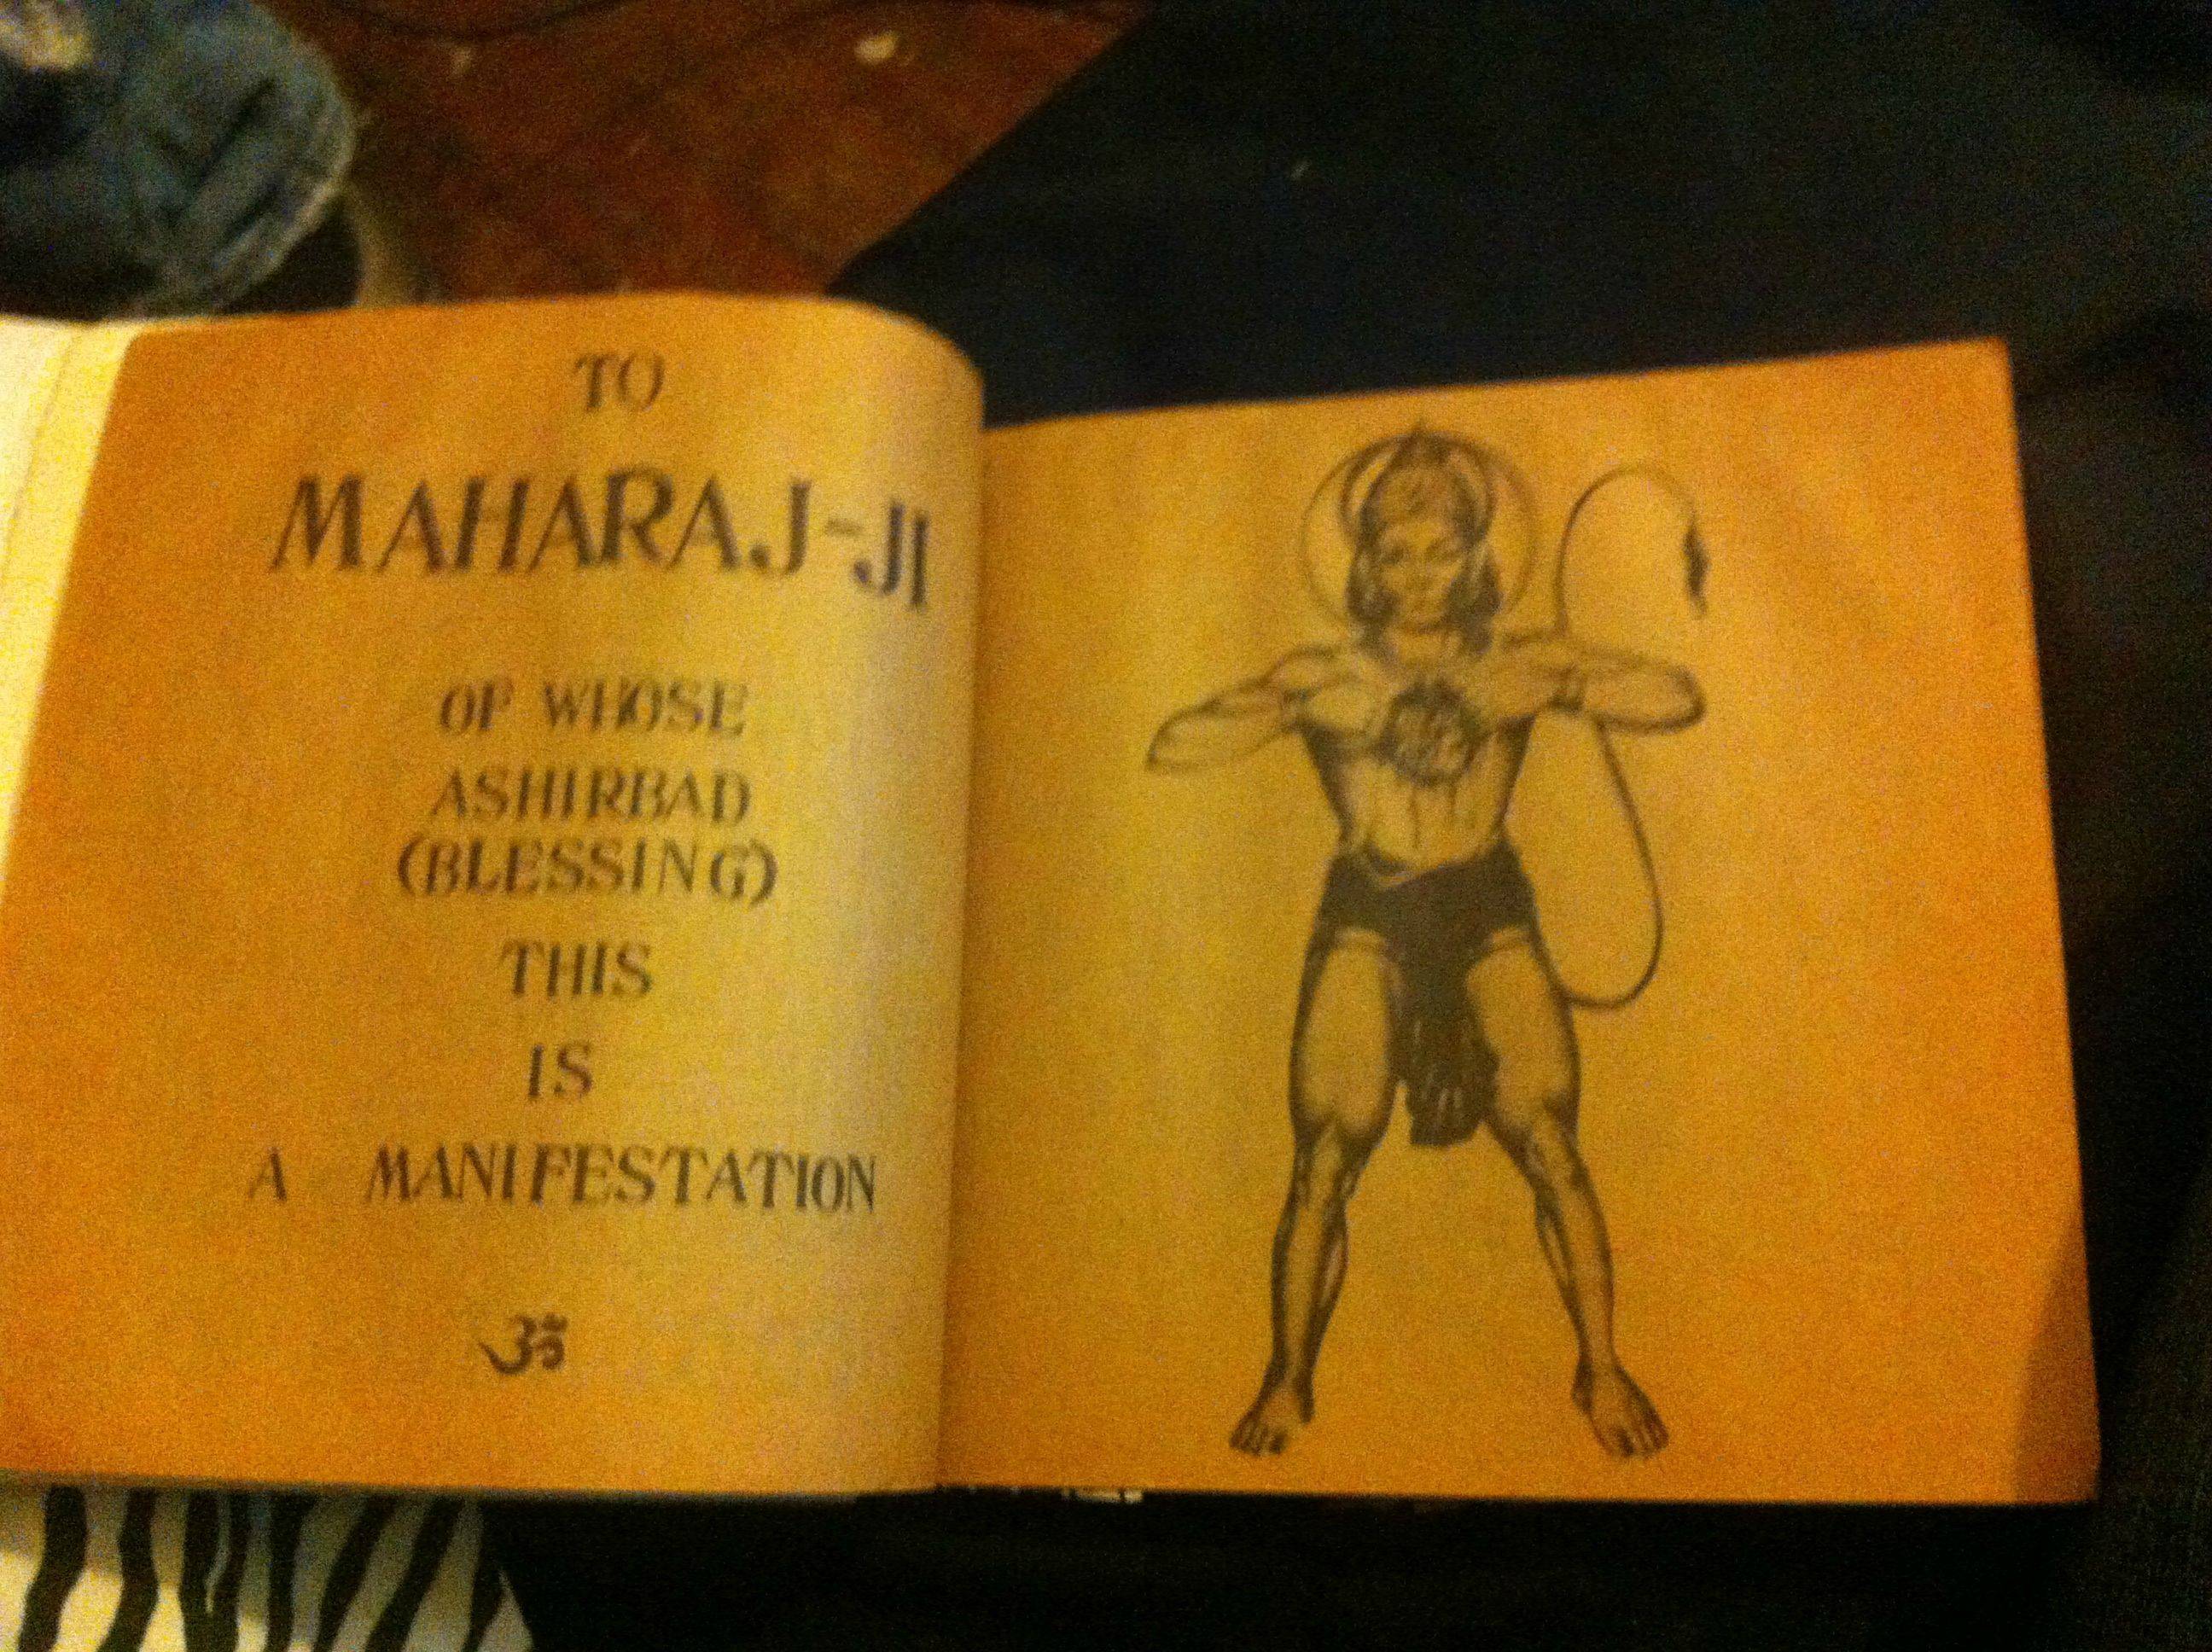 TO
MAHARAJ-JI
OF WHOSE
ASHIRBAD
(BLESSING)
THIS
IS
A MANIFESTATION
ॐ